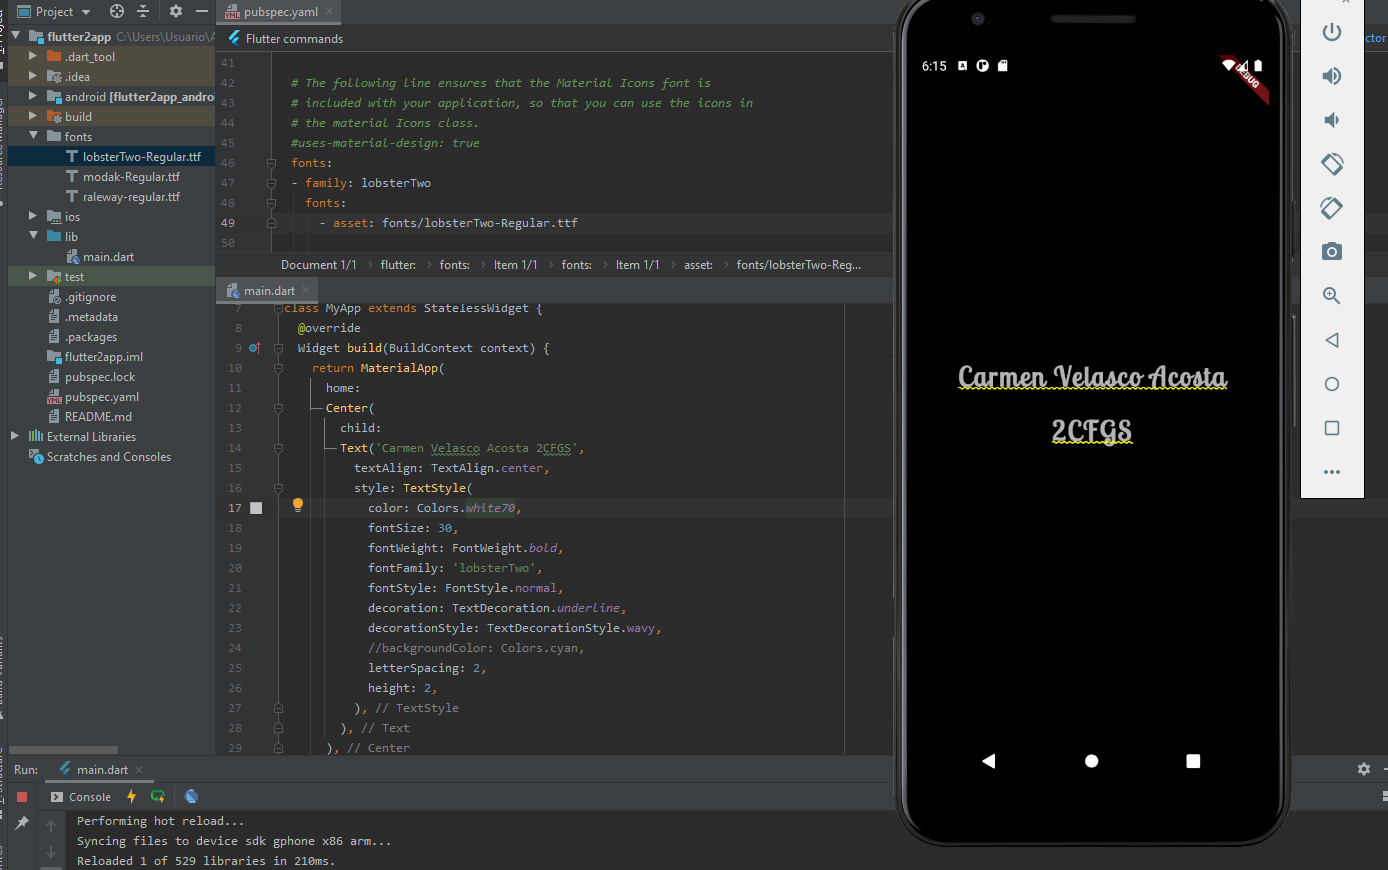 Project
pubspec.yaml
Flutter commands
ctor
flutter2app C:\Users\Usuario\A
.dart_tool
.idea
android [flutter2app_andro
build
fonts
lobsterTwo-Regular.ttf
modak-Regular.ttf
raleway-regular.ttf
ios
lib
main.dart
test
.gitignore
.metadata
.packages
flutter2app.iml
pubspec.lock
pubspec.yaml
README.md
External Libraries
Scratches and Consoles
41
42 # The following line ensures that the Material Icons font is
43 # included with your application, so that you can use the icons in
44 # the material Icons class.
45 #uses-material-design: true
46 fonts:
47 - family: lobsterTwo
48 fonts:
49 - asset: fonts/lobsterTwo-Regular.ttf
50
Document 1/1 › flutter: › fonts: › Item 1/1 › fonts: › Item 1/1 › asset: › fonts/lobsterTwo-Reg...
main.dart
7 class MyApp extends StatelessWidget {
8 @override
9 Widget build(BuildContext context) {
10 return MaterialApp(
11 home:
12 Center(
13 child:
14 Text('Carmen Velasco Acosta 2CFGS',
15 textAlign: TextAlign.center,
16 style: TextStyle(
17 color: Colors.white70,
18 fontSize: 30,
19 fontWeight: FontWeight.bold,
20 fontFamily: 'lobsterTwo',
21 fontStyle: FontStyle.normal,
22 decoration: TextDecoration.underline,
23 decorationStyle: TextDecorationStyle.wavy,
24 //backgroundColor: Colors.cyan,
25 letterSpacing: 2,
26 height: 2,
27 ), // TextStyle
28 ), // Text
29 ), // Center
6:15
DEBUG
Carmen Velasco Acosta
2CFGS
Run: main.dart
Console
Performing hot reload...
Syncing files to device sdk gphone x86 arm...
Reloaded 1 of 529 libraries in 210ms.